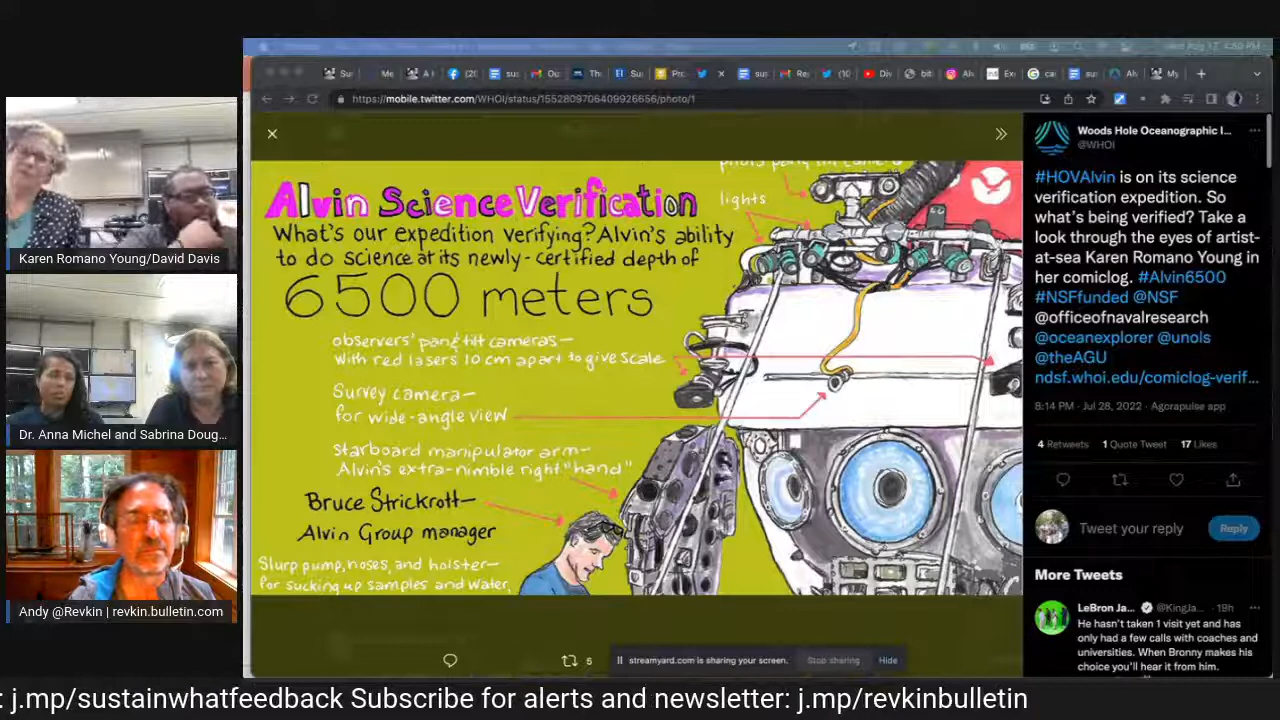 Karen Romano Young/David Davis
Dr. Anna Michel and Sabrina Doug...
Andy @Revkin | revkin.bulletin.com
https://mobile.twitter.com/WHOI/status/1552809706409926656/photo/1
lights
Alvin Science Verification
What's our expedition verifying? Alvin's ability
to do science at its newly-certified depth of
6500 meters
observers' pan & tilt cameras—
with red lasers 10 cm apart to give scale
Survey camera—
for wide-angle view
starboard manipulator arm—
Alvin's extra-nimble right "hand"
Bruce Strickrott—
Alvin Group manager
Slurp pump, noses, and holster—
for sucking up samples and water,
5
streamyard.com is sharing your screen.
Stop sharing
Hide
Woods Hole Oceanographic I...
@WHOI
#HOVAlvin is on its science
verification expedition. So
what's being verified? Take a
look through the eyes of artist-
at-sea Karen Romano Young in
her comiclog. #Alvin6500
#NSFfunded @NSF
@officeofnavalresearch
@oceanexplorer @unols
@theAGU
ndsf.whoi.edu/comiclog-verif...
8:14 PM · Jul 28, 2022 · Agorapulse app
4 Retweets 1 Quote Tweet 17 Likes
Tweet your reply
Reply
More Tweets
LeBron Ja... @KingJa... · 19h
He hasn't taken 1 visit yet and has
only had a few calls with coaches and
universities. When Bronny makes his
choice you'll hear it from him.
: j.mp/sustainwhatfeedback Subscribe for alerts and newsletter: j.mp/revkinbulletin